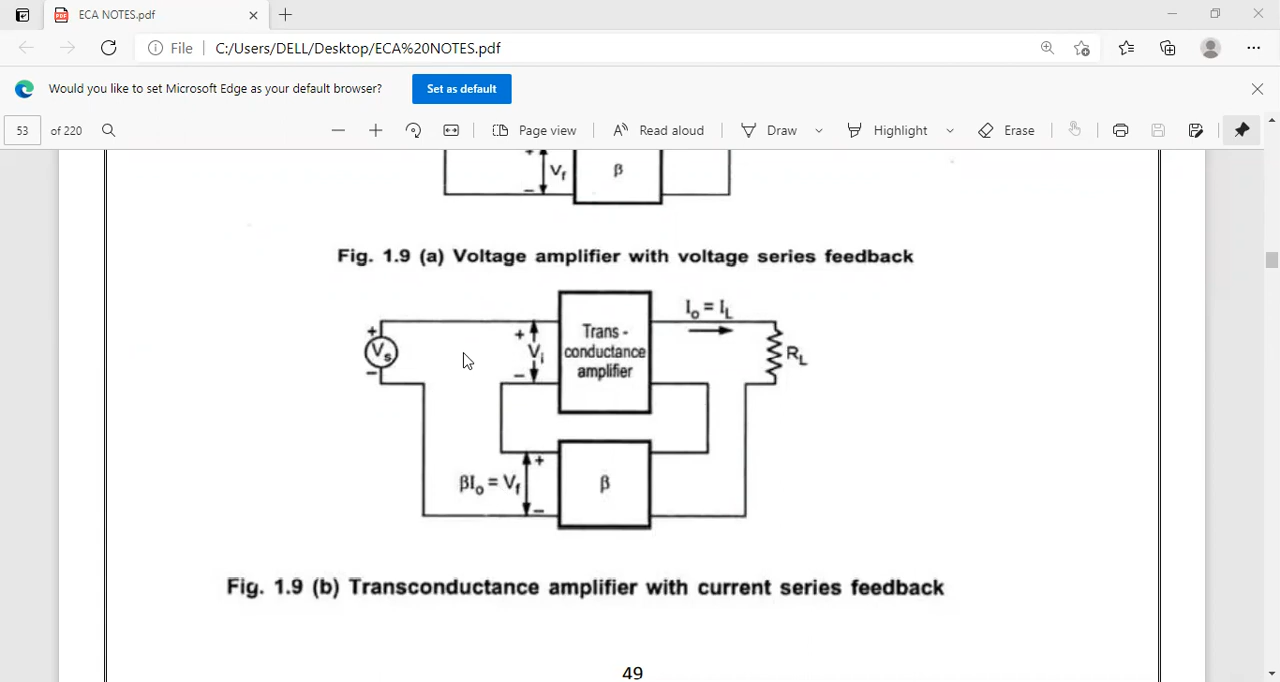 ECA NOTES.pdf
File
C:/Users/DELL/Desktop/ECA%20NOTES.pdf
Would you like to set Microsoft Edge as your default browser?
Set as default
53 of 220
Page view
Read aloud
Draw
Highlight
Erase
+
Vf
β
−
Fig. 1.9 (a) Voltage amplifier with voltage series feedback
Io = IL
+
Vs
−
+
Vi
−
Trans -
conductance
amplifier
RL
+
βIo = Vf
−
β
Fig. 1.9 (b) Transconductance amplifier with current series feedback
49